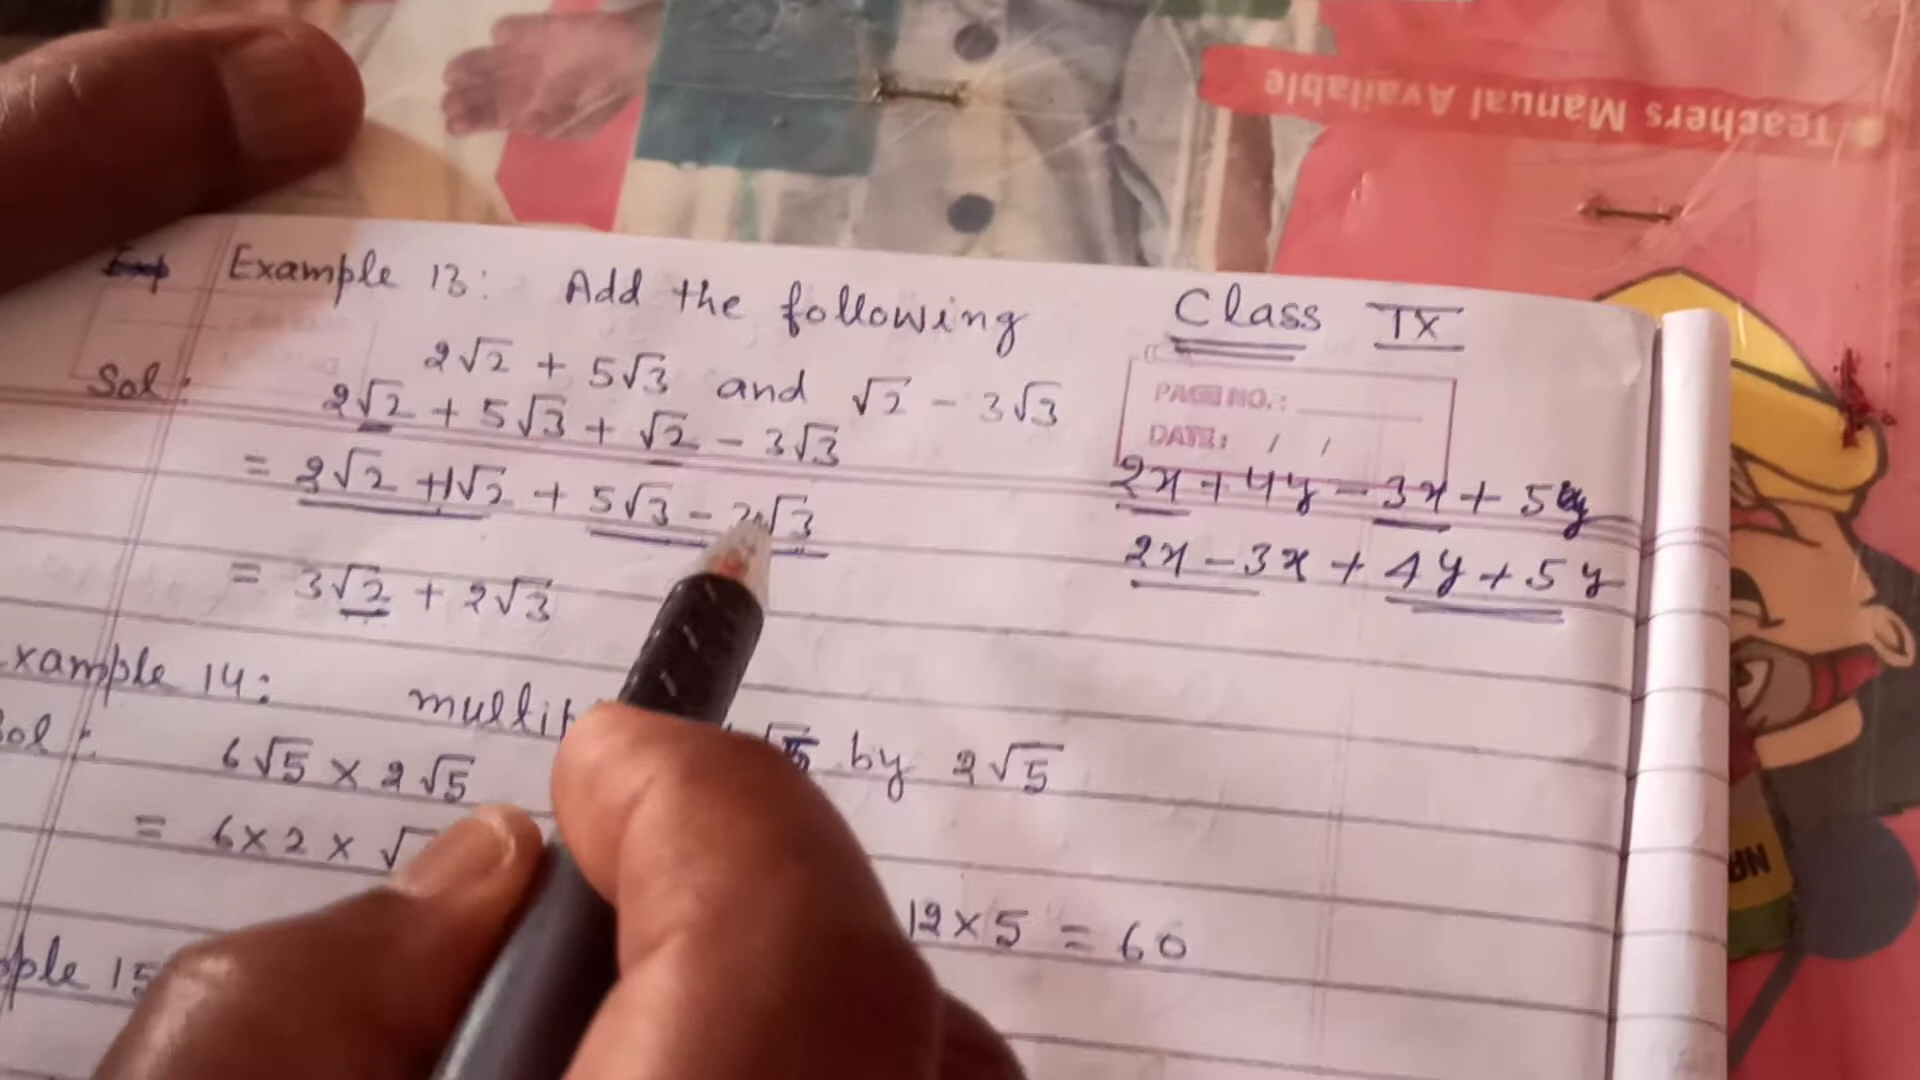 Teachers Manual Available
Example 13: Add the following
Class IX
2√2 + 5√3 and √2 - 3√3
PAGE NO.:
DATE: / /
Sol:
2√2 + 5√3 + √2 - 3√3
2x + 4y - 3x + 5y
= 2√2 + 1√2 + 5√3 - 3√3
2x - 3x + 4y + 5y
= 3√2 + 2√3
xample 14: by 2√5
Sol: 6√5 × 2√5
= 6×2×√
12×5 = 60
ple 15